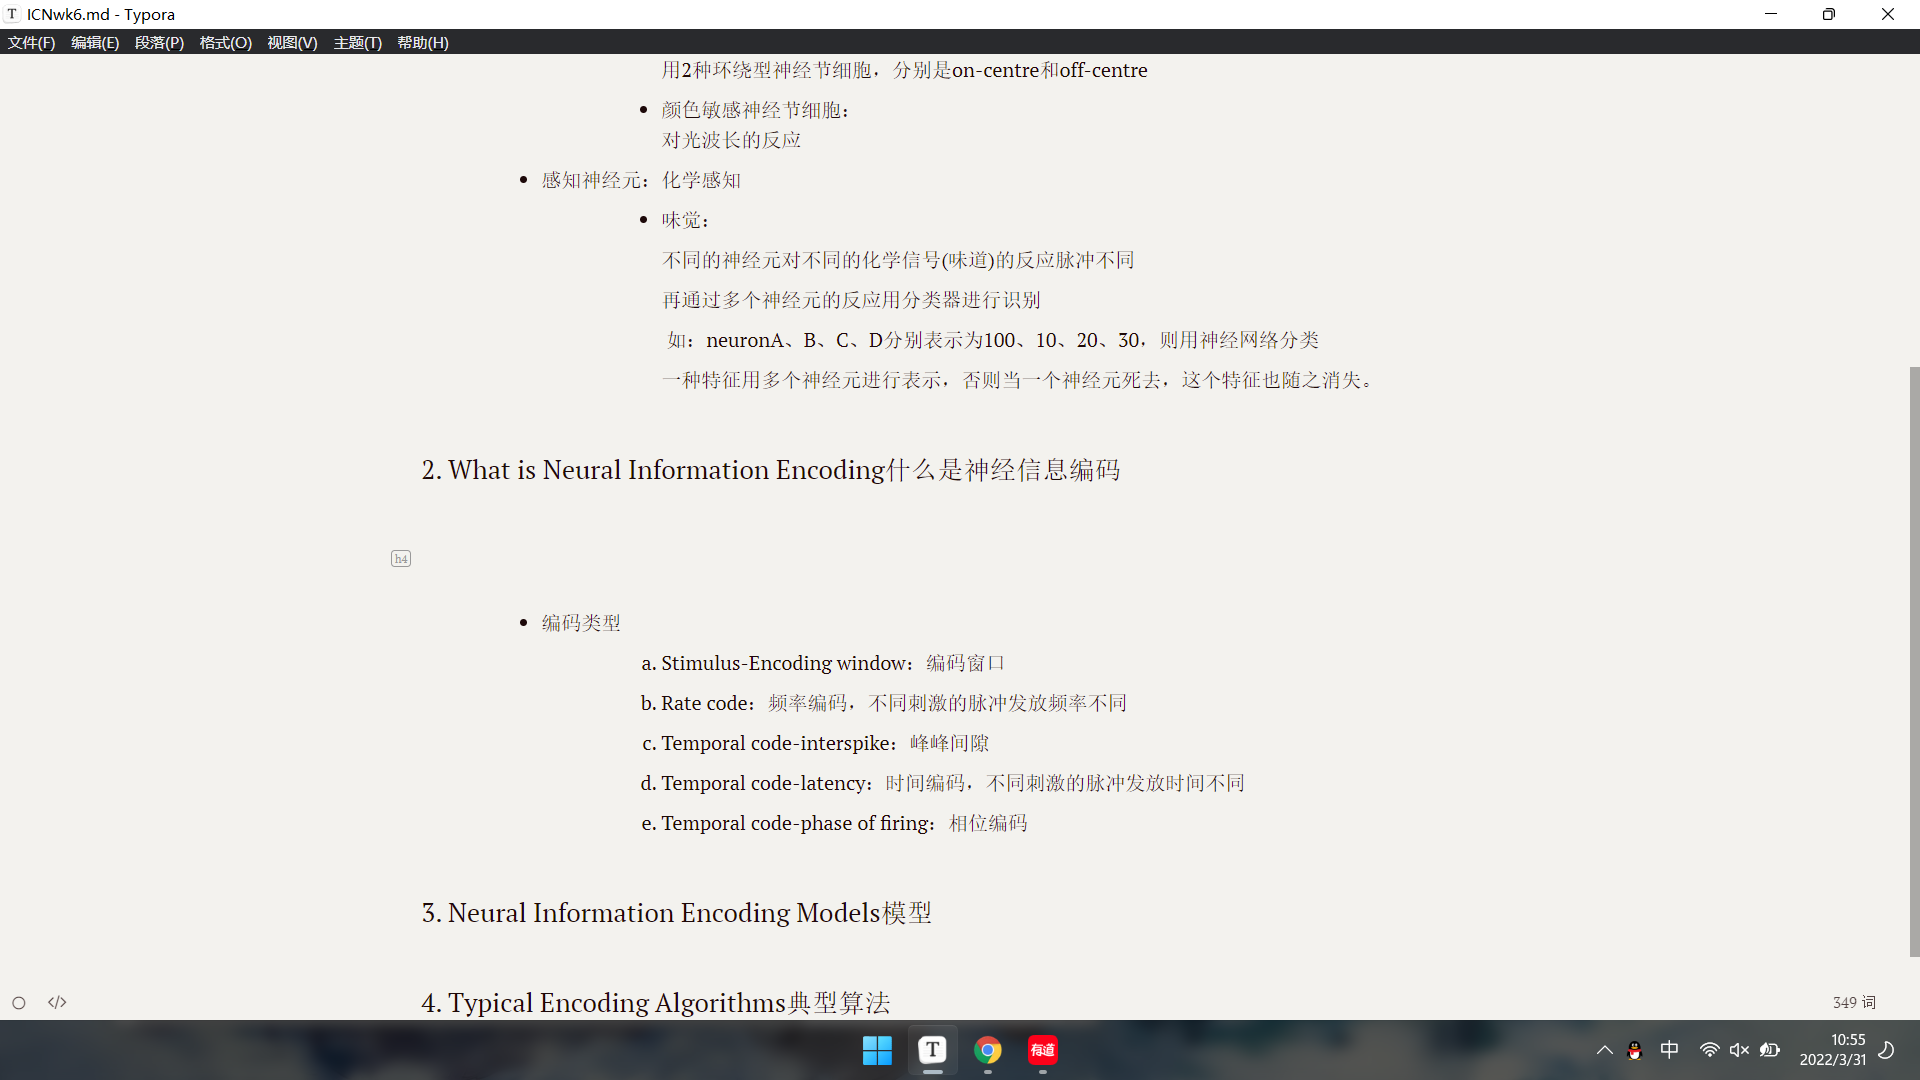 ICNwk6.md - Typora
文件(F) 编辑(E) 段落(P) 格式(O) 视图(V) 主题(T) 帮助(H)
用2种环绕型神经节细胞，分别是on-centre和off-centre
颜色敏感神经节细胞：
对光波长的反应
感知神经元：化学感知
味觉：
不同的神经元对不同的化学信号(味道)的反应脉冲不同
再通过多个神经元的反应用分类器进行识别
如：neuronA、B、C、D分别表示为100、10、20、30，则用神经网络分类
一种特征用多个神经元进行表示，否则当一个神经元死去，这个特征也随之消失。
2. What is Neural Information Encoding什么是神经信息编码
h4
编码类型
a. Stimulus-Encoding window：编码窗口
b. Rate code：频率编码，不同刺激的脉冲发放频率不同
c. Temporal code-interspike：峰峰间隙
d. Temporal code-latency：时间编码，不同刺激的脉冲发放时间不同
e. Temporal code-phase of firing：相位编码
3. Neural Information Encoding Models模型
4. Typical Encoding Algorithms典型算法
</> 349 词
T 有道 中 10:55
2022/3/31